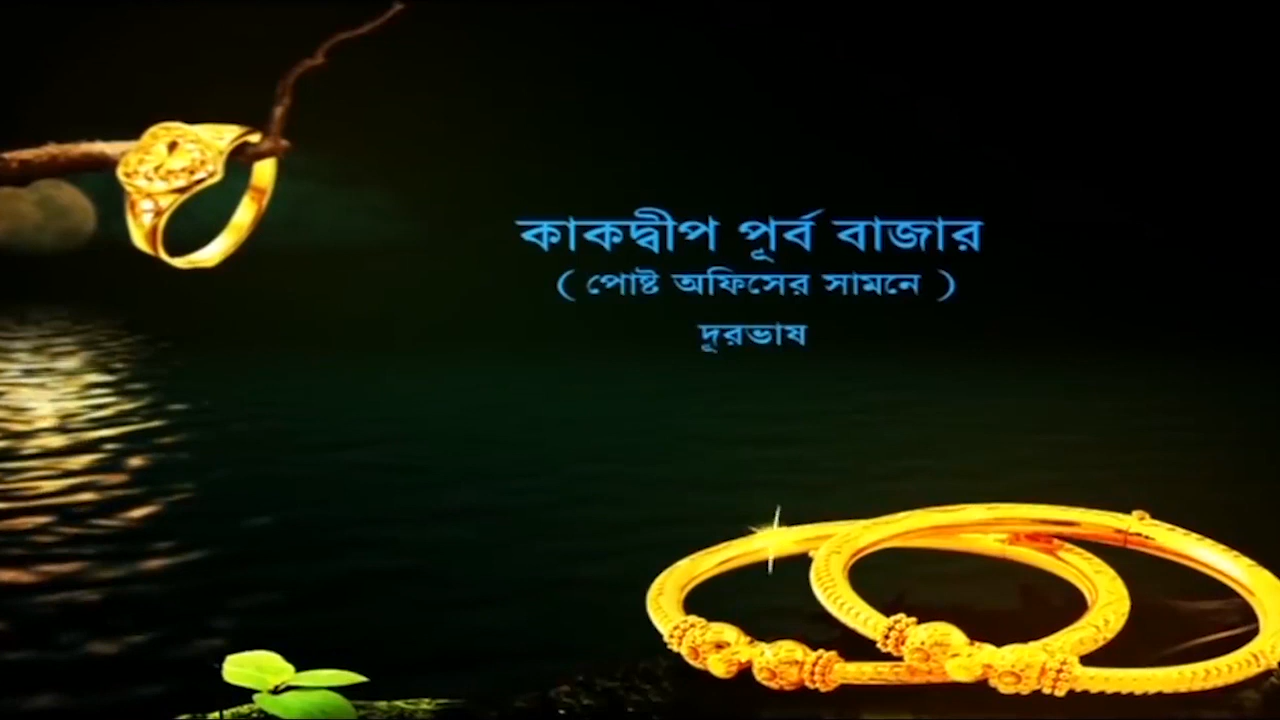 কাকদ্বীপ পূর্ব বাজার
( পোষ্ট অফিসের সামনে )
দূরভাষ